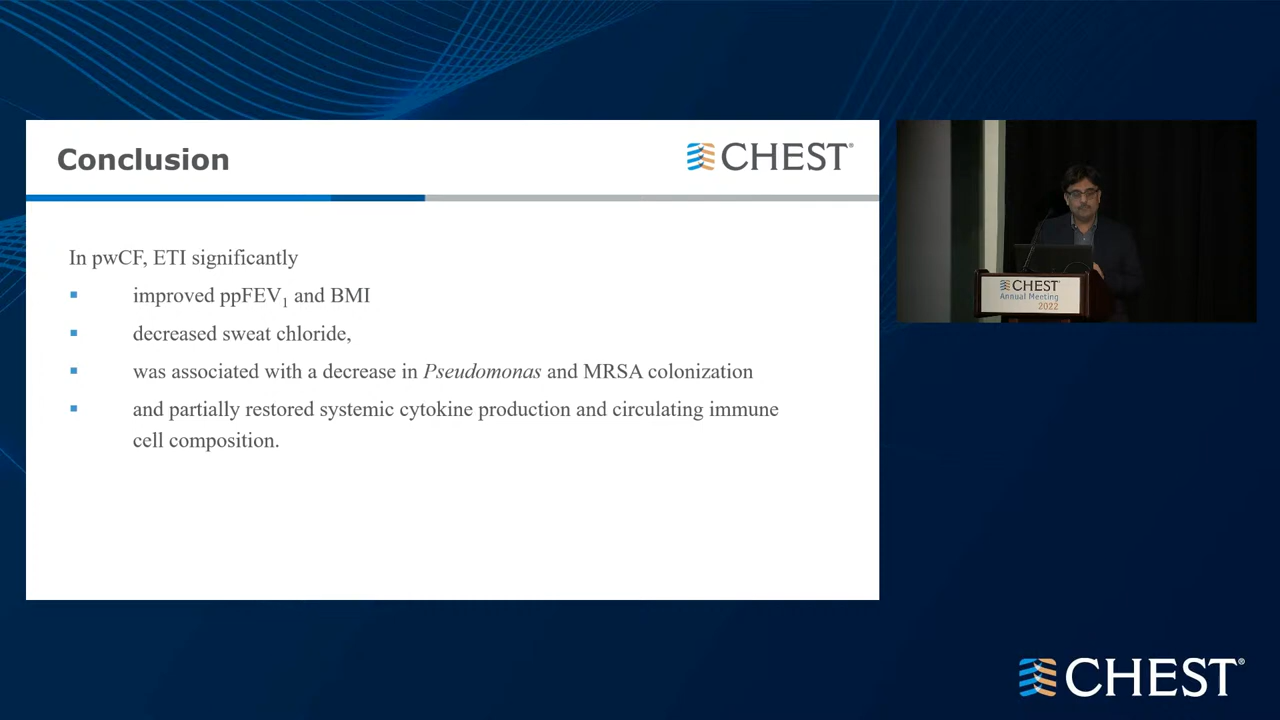 Conclusion
CHEST®
In pwCF, ETI significantly
▪ improved ppFEV₁ and BMI
▪ decreased sweat chloride,
▪ was associated with a decrease in Pseudomonas and MRSA colonization
▪ and partially restored systemic cytokine production and circulating immune
cell composition.
CHEST
Annual Meeting
2022
CHEST®